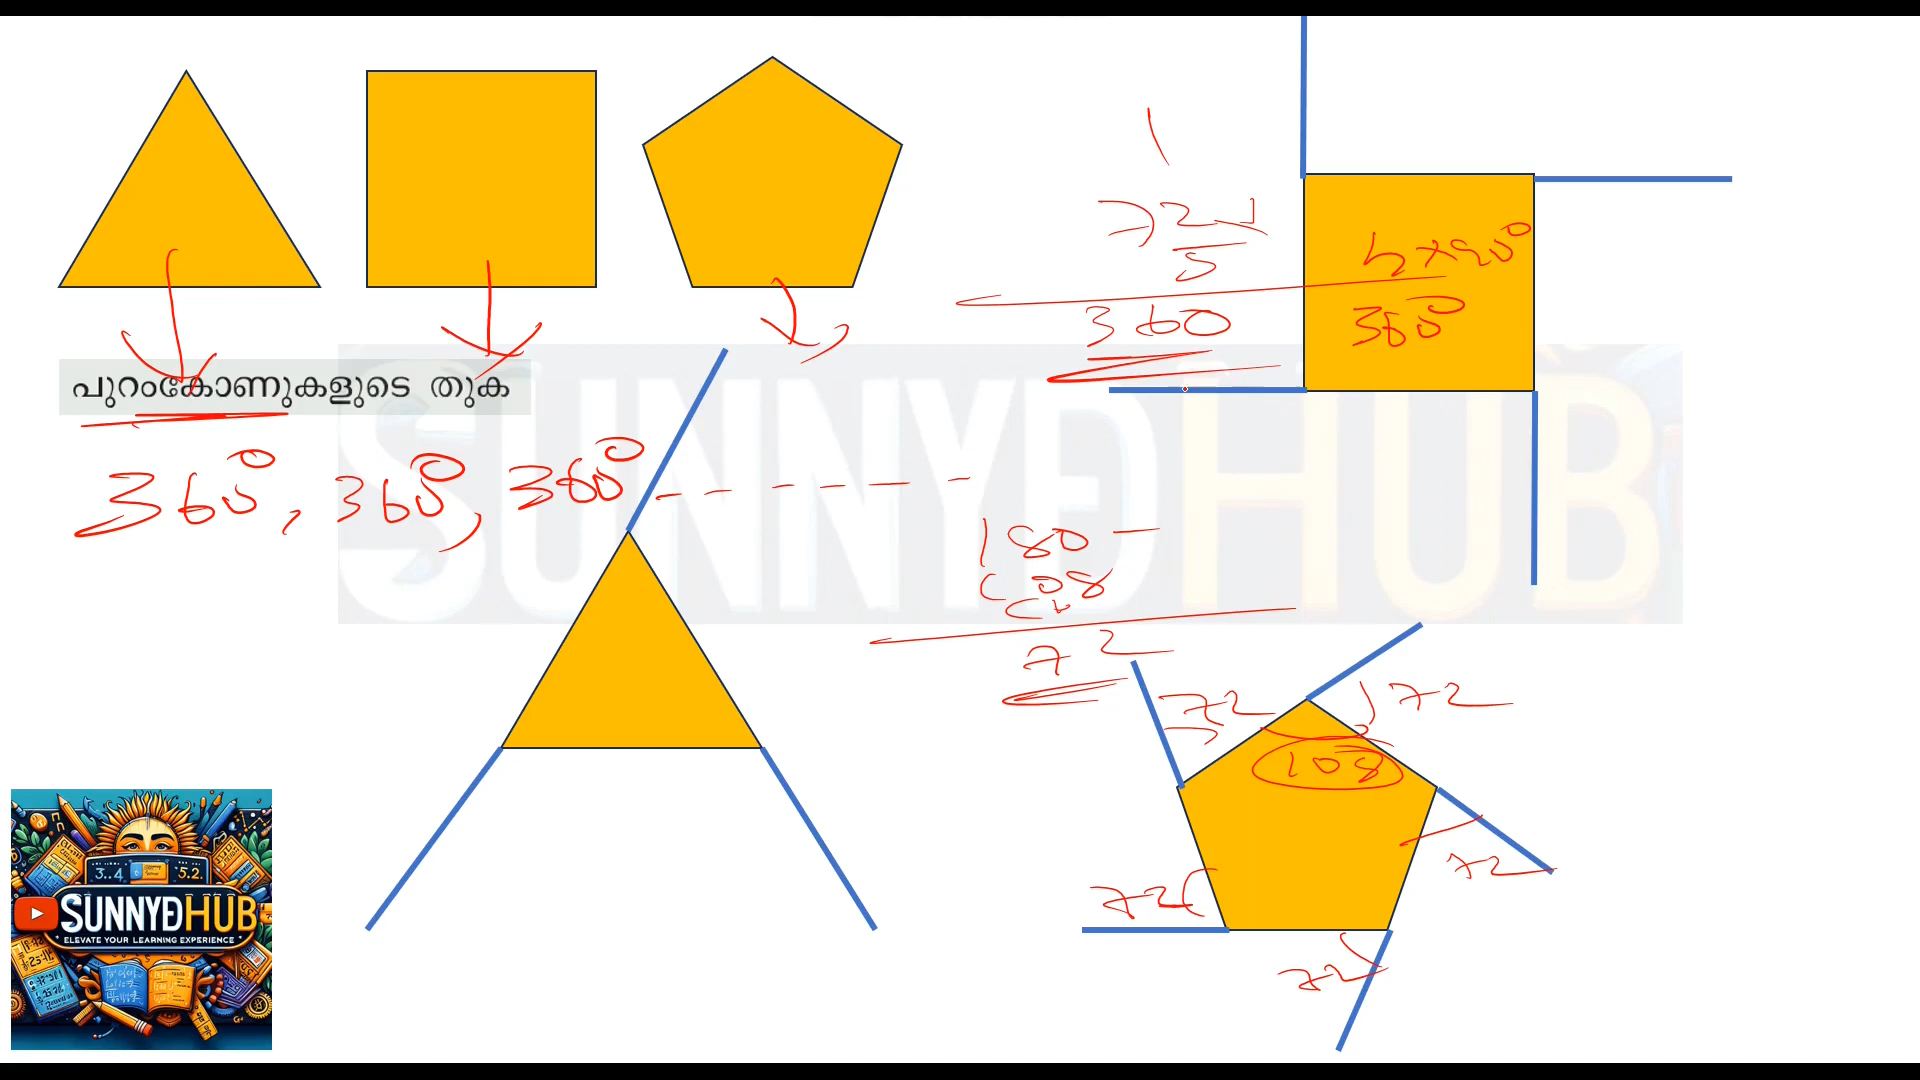 പുറംകോണുകളുടെ തുക
360°, 360°, 360° - - - - - -
72 ×
5
360
4 × 90°
360°
180 -
108
72
72
72
108
72
72
72
SUNNYDHUB
3..4
5.2.
SUNNYDHUB
ELEVATE YOUR LEARNING EXPERIENCE